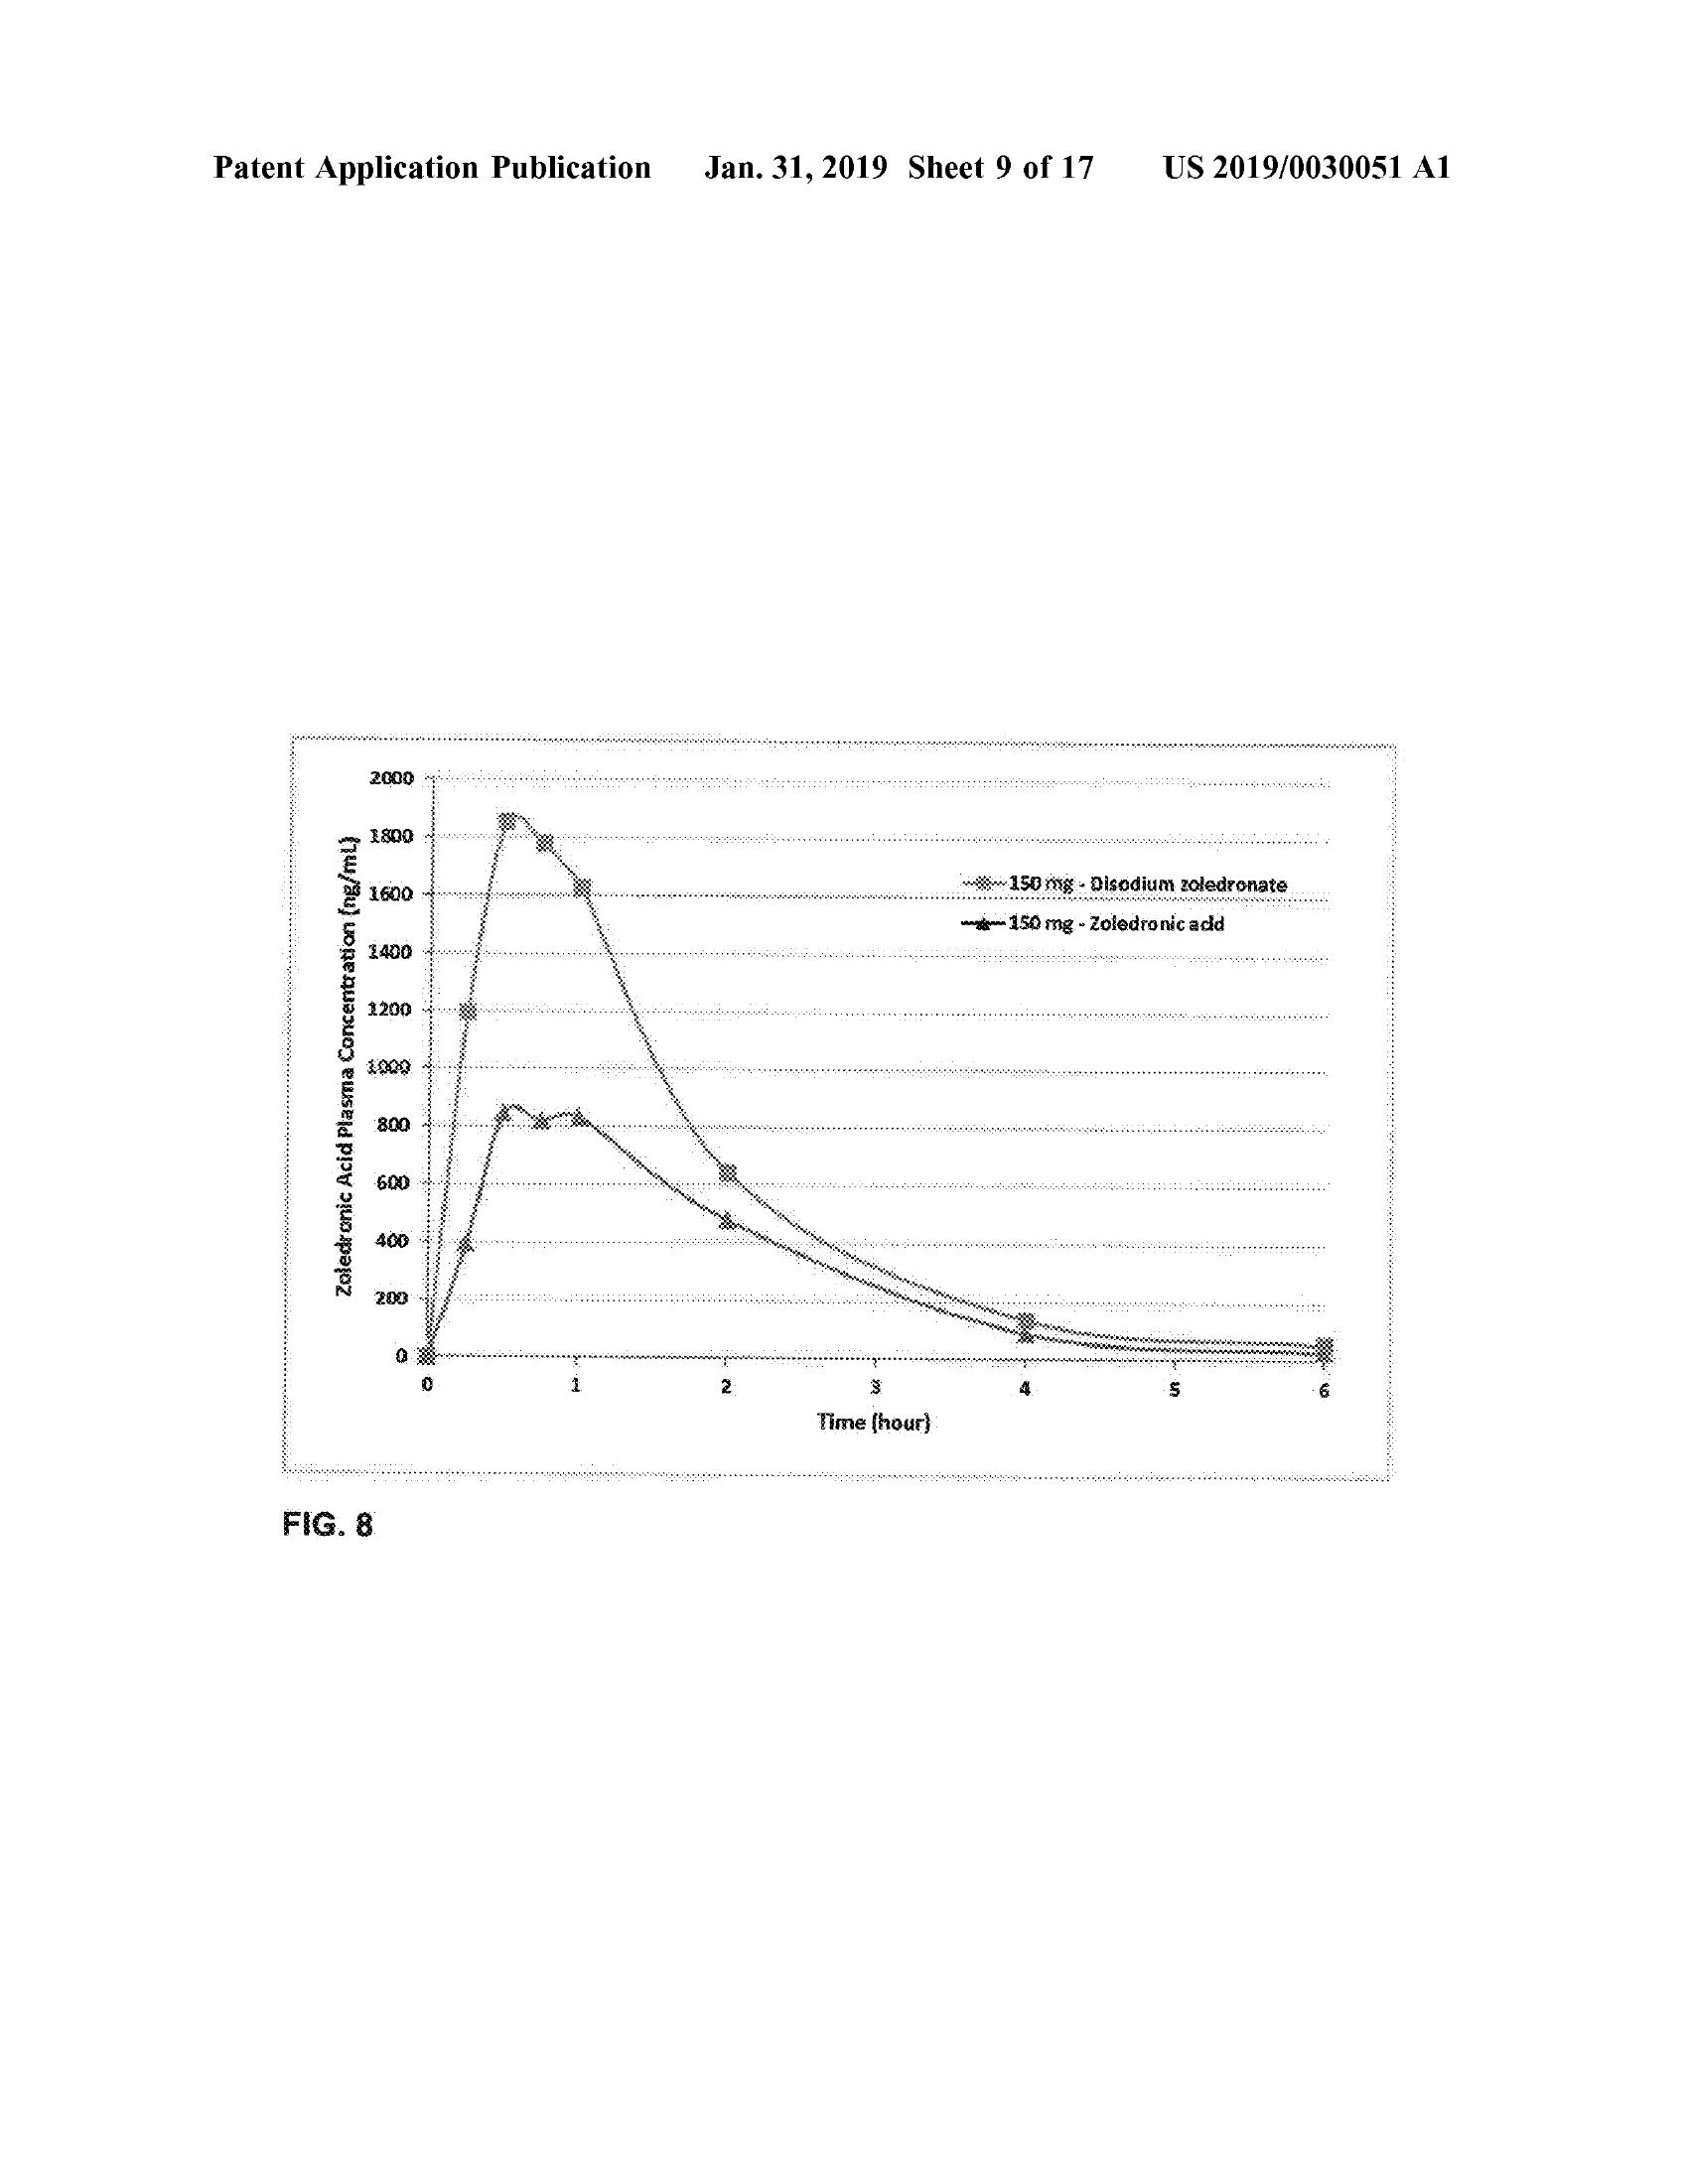 Patent Application Publication Jan. 31, 2019 Sheet 9 of 17 US 2019/0030051 A1
Zoledronic Acid Plasma Concentration (ng/mL)
2000
1800
1600
1400
1200
1000
800
600
400
200
0
150 mg - Disodium zoledronate
150 mg - Zoledronic acid
0 1 2 3 4 5 6
Time (hour)
FIG. 8